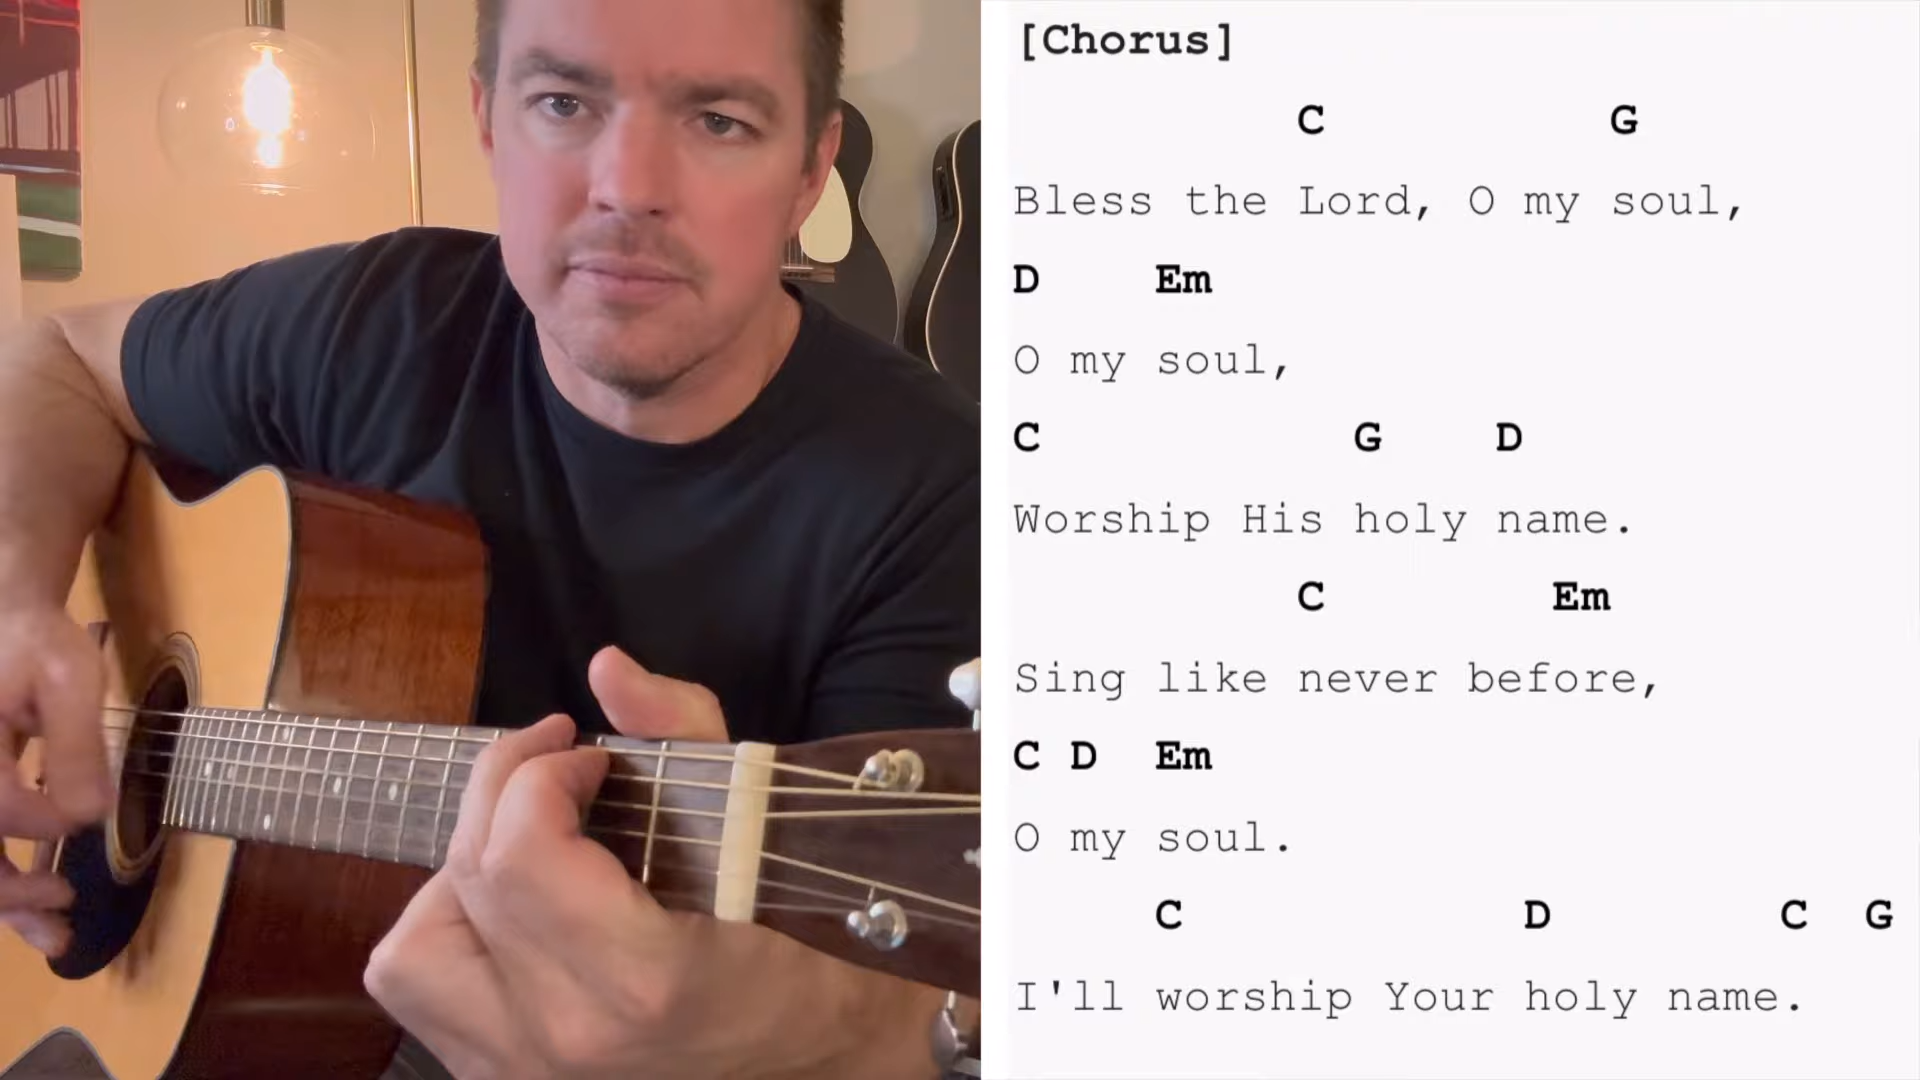 [Chorus]
C G
Bless the Lord, O my soul,
D Em
O my soul,
C G D
Worship His holy name.
C Em
Sing like never before,
C D Em
O my soul.
C D C G
I'll worship Your holy name.